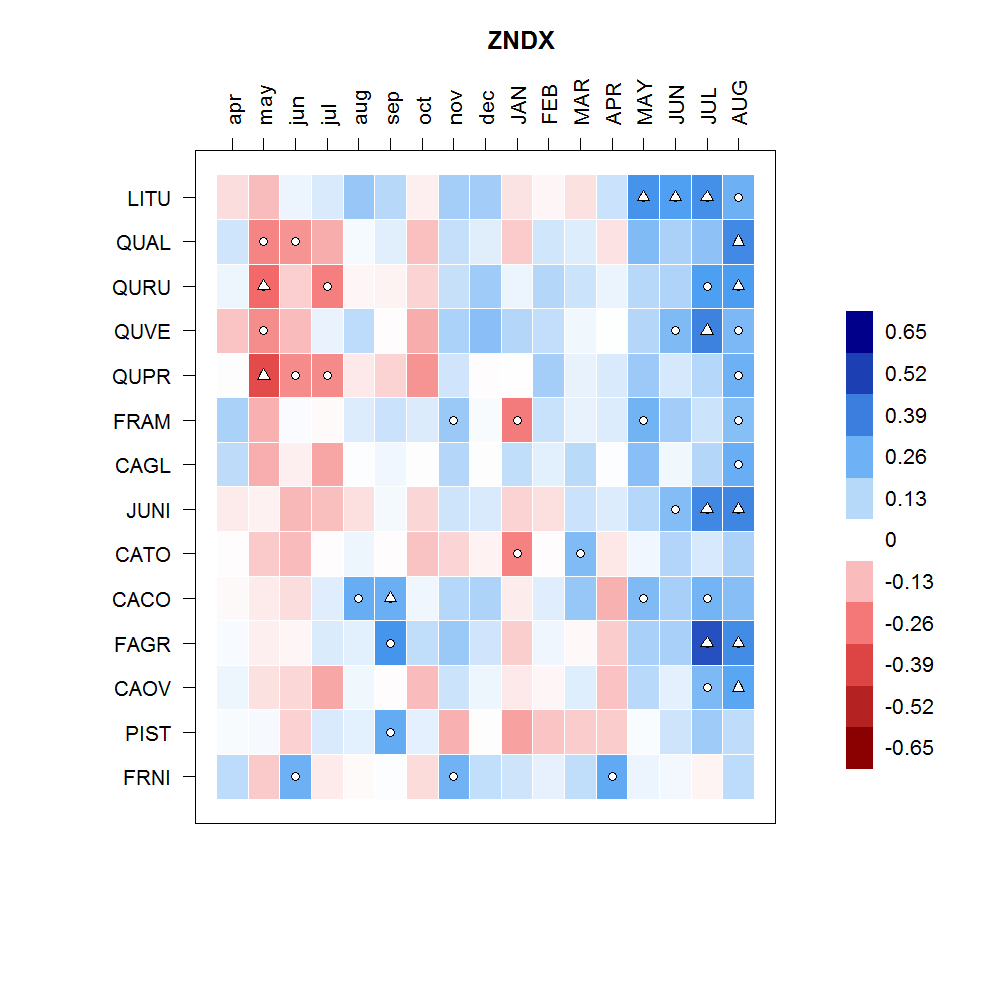 ZNDX
apr may jun jul aug sep oct nov dec JAN FEB MAR APR MAY JUN JUL AUG
LITU
QUAL
QURU
QUVE
QUPR
FRAM
CAGL
JUNI
CATO
CACO
FAGR
CAOV
PIST
FRNI
0.65
0.52
0.39
0.26
0.13
0
-0.13
-0.26
-0.39
-0.52
-0.65